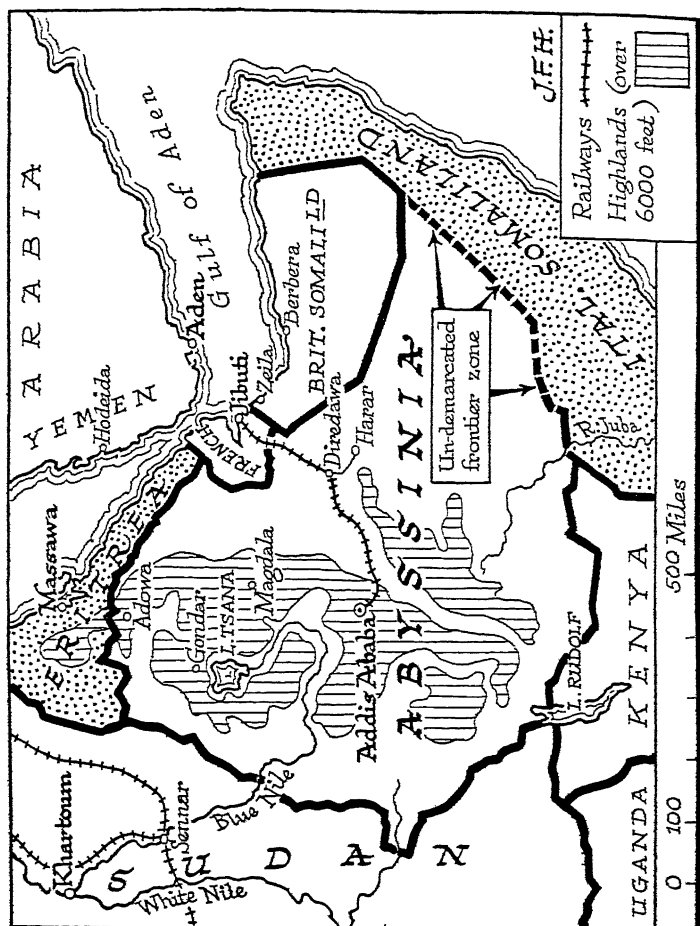 ARABIA
YEMEN
Hodeida
Aden
Gulf of Aden
Massawa
ERITREA
Adowa
Gondar
L.TSANA
Magdala
FRENCH
Jibuti
Zeila
Berbera
BRIT. SOMALILD
Diredawa
Harar
Addis Ababa
ABYSSINIA
Un-demarcated
frontier zone
ITAL. SOMALILAND
R. Juba
Khartoum
Sennar
Blue Nile
White Nile
SUDAN
L. RUDOLF
UGANDA
KENYA
0 100 500 Miles
J.F.H.
Railways
Highlands (over
6000 feet)